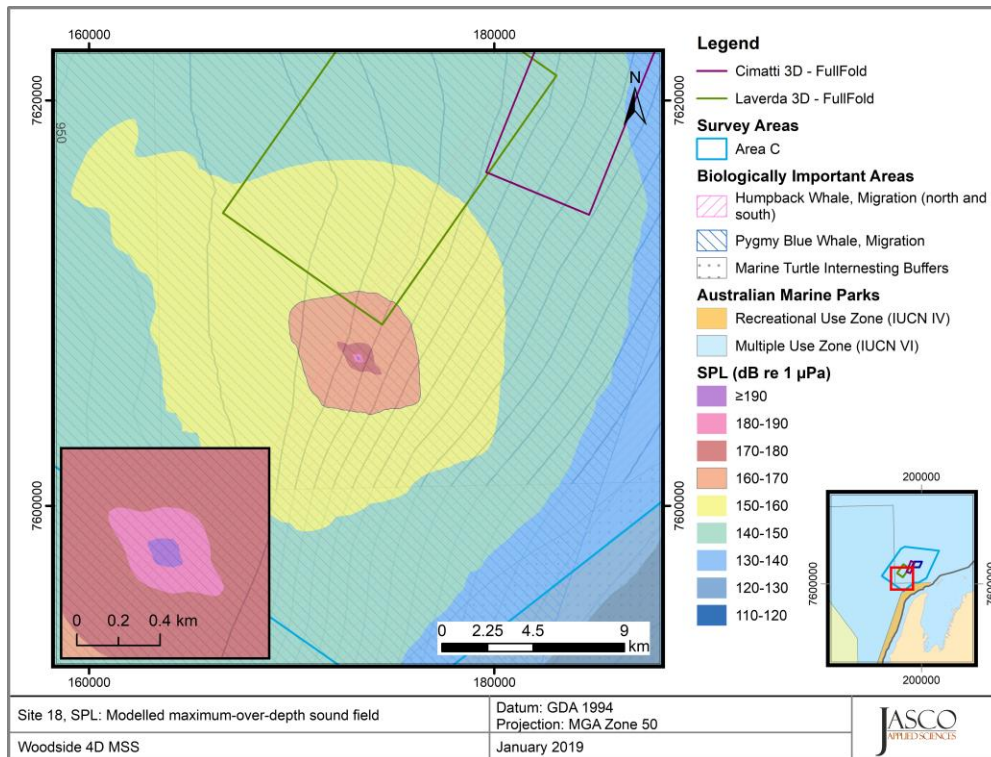 160000
180000
7620000
7620000
950
N
7600000
7600000
0 0.2 0.4 km
0 2.25 4.5 9
km
160000
180000
Legend
Cimatti 3D - FullFold
Laverda 3D - FullFold
Survey Areas
Area C
Biologically Important Areas
Humpback Whale, Migration (north and
south)
Pygmy Blue Whale, Migration
Marine Turtle Internesting Buffers
Australian Marine Parks
Recreational Use Zone (IUCN IV)
Multiple Use Zone (IUCN VI)
SPL (dB re 1 µPa)
≥190
180-190
170-180
160-170
150-160
140-150
130-140
120-130
110-120
200000
7600000
7600000
200000
Site 18, SPL: Modelled maximum-over-depth sound field
Datum: GDA 1994
Projection: MGA Zone 50
Woodside 4D MSS
January 2019
JASCO
APPLIED SCIENCES